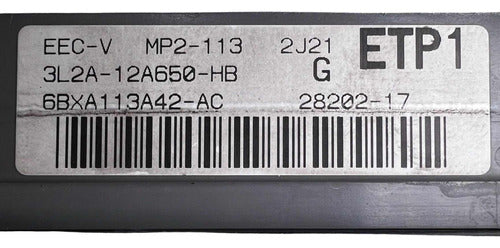 EEC-V MP2-113 2J21 ETP1
3L2A-12A650-HB G
6BXA113A42-AC 28202-17